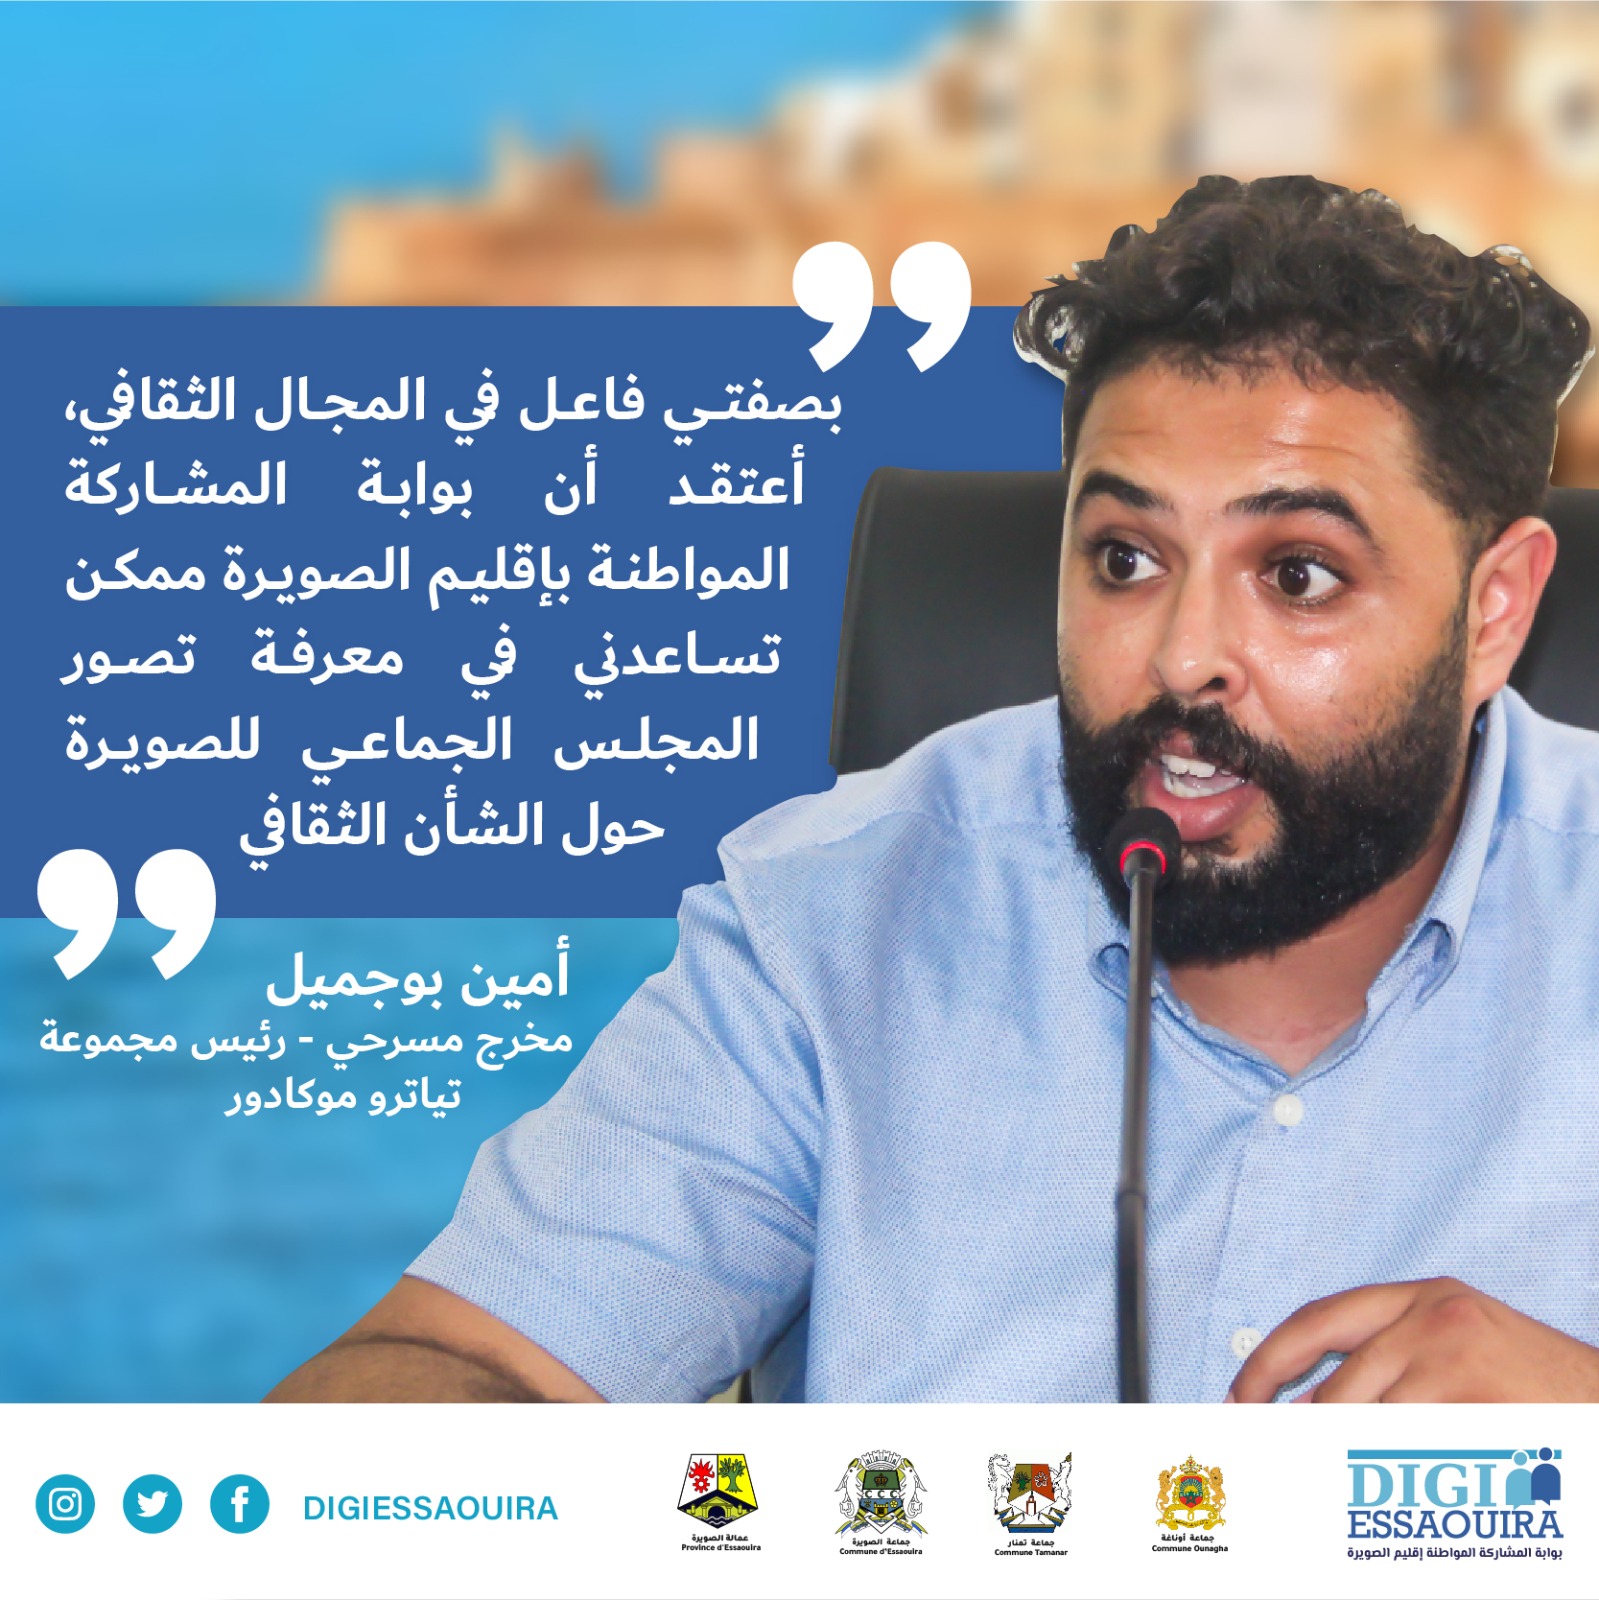 بصفتي فاعل في المجال الثقافي،
أعتقد أن بوابة المشاركة
المواطنة بإقليم الصويرة ممكن
تساعدني في معرفة تصور
المجلس الجماعي للصويرة
حول الشأن الثقافي
أمين بوجميل
مخرج مسرحي - رئيس مجموعة
تياترو موكادور
DIGIESSAOUIRA
عمالة الصويرة
Province d'Essaouira
جماعة الصويرة
Commune d'Essaouira
جماعة تمنار
Commune Tamanar
جماعة أوناغة
Commune Ounagha
DIGI
ESSAOUIRA
بوابة المشاركة المواطنة إقليم الصويرة